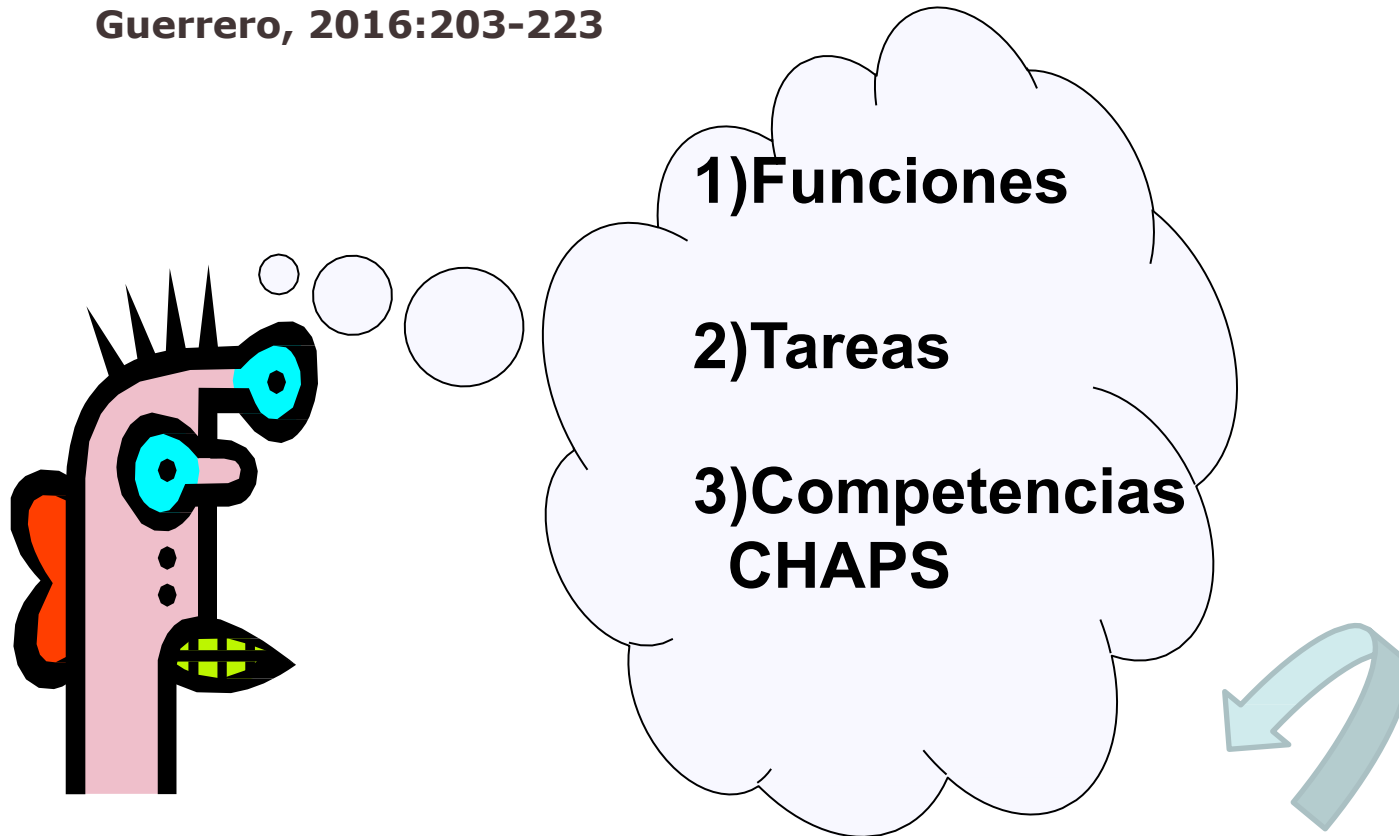 Guerrero, 2016:203-223
1)Funciones
2)Tareas
3)Competencias
CHAPS